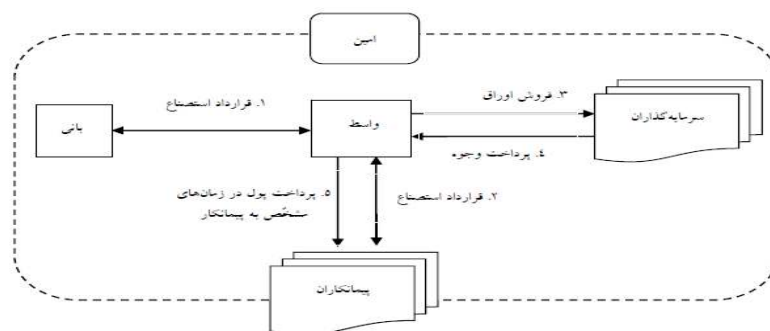 امین
۱. قرارداد استصناع
۳. فروش اوراق
بانی
واسط
سرمایه‌گذاران
۴. پرداخت وجوه
۵. پرداخت پول در زمان‌های
مشخّص به پیمانکار
۲. قرارداد استصناع
پیمانکاران